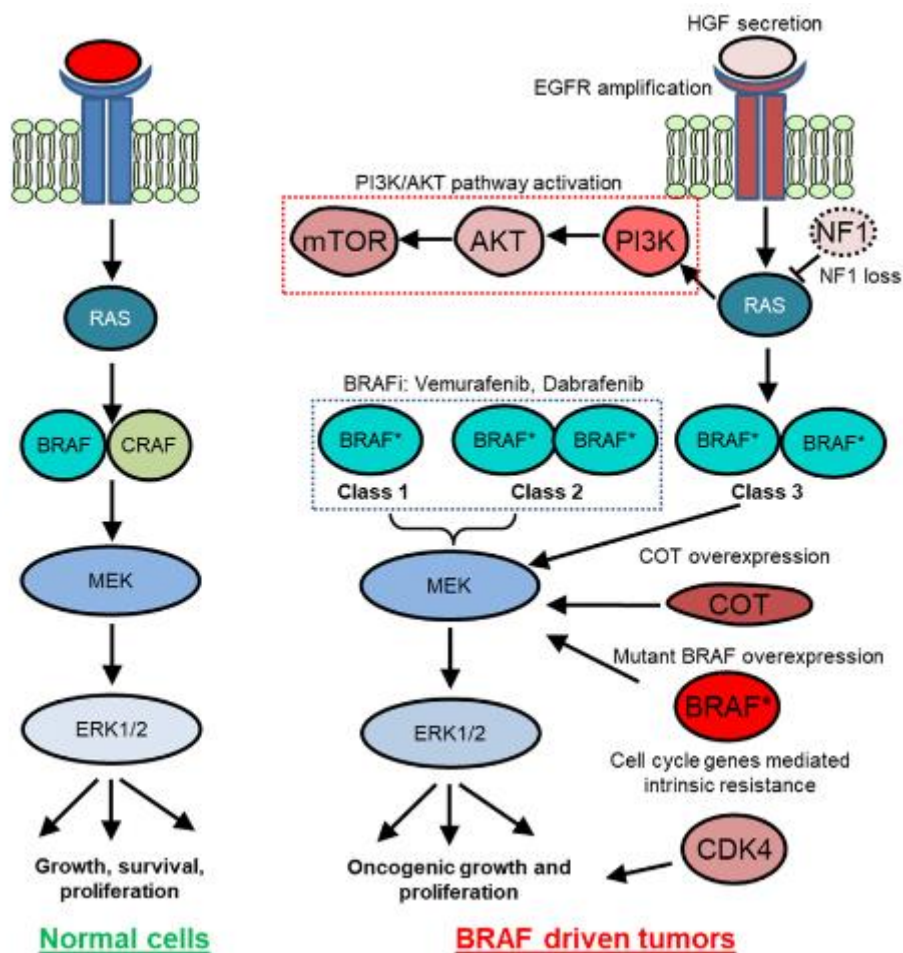 HGF secretion
EGFR amplification
PI3K/AKT pathway activation
mTOR
AKT
PI3K
NF1
NF1 loss
RAS
RAS
BRAFi: Vemurafenib, Dabrafenib
BRAF
CRAF
BRAF*
BRAF*
BRAF*
BRAF*
BRAF*
Class 1
Class 2
Class 3
MEK
MEK
COT overexpression
COT
Mutant BRAF overexpression
BRAF*
ERK1/2
ERK1/2
Cell cycle genes mediated
intrinsic resistance
CDK4
Growth, survival,
proliferation
Oncogenic growth and
proliferation
Normal cells
BRAF driven tumors